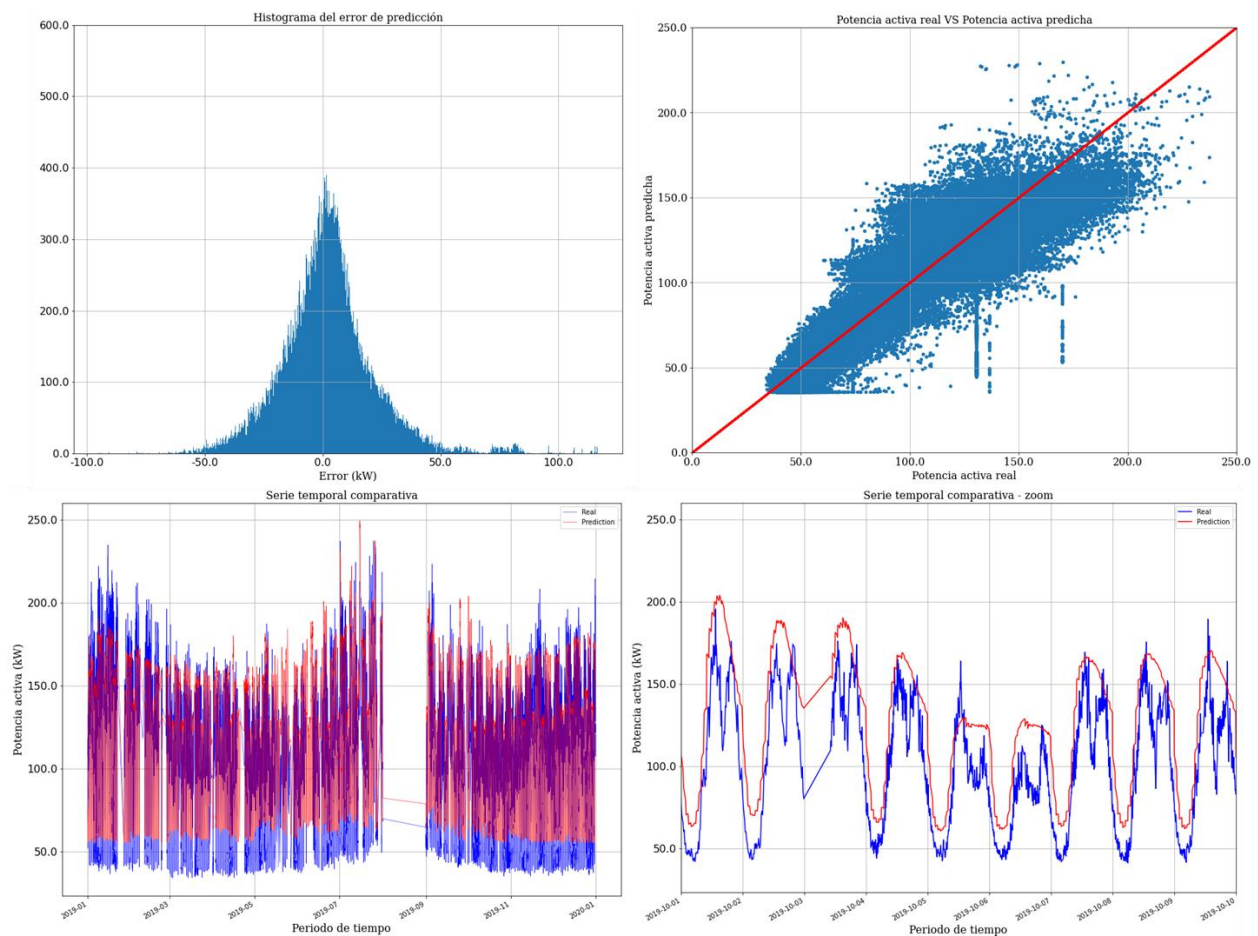 Histograma del error de predicción
600.0
500.0
400.0
300.0
200.0
100.0
0.0
-100.0 -50.0 0.0 50.0 100.0
Error (kW)
Potencia activa real VS Potencia activa predicha
Potencia activa predicha
250.0
200.0
150.0
100.0
50.0
0.0
0.0 50.0 100.0 150.0 200.0 250.0
Potencia activa real
Serie temporal comparativa
Real
Prediction
Potencia activa (kW)
250.0
200.0
150.0
100.0
50.0
2019-01 2019-03 2019-05 2019-07 2019-09 2019-11 2020-01
Periodo de tiempo
Serie temporal comparativa - zoom
Real
Prediction
Potencia activa (kW)
250.0
200.0
150.0
100.0
50.0
2019-10-01 2019-10-02 2019-10-03 2019-10-04 2019-10-05 2019-10-06 2019-10-07 2019-10-08 2019-10-09 2019-10-10
Periodo de tiempo